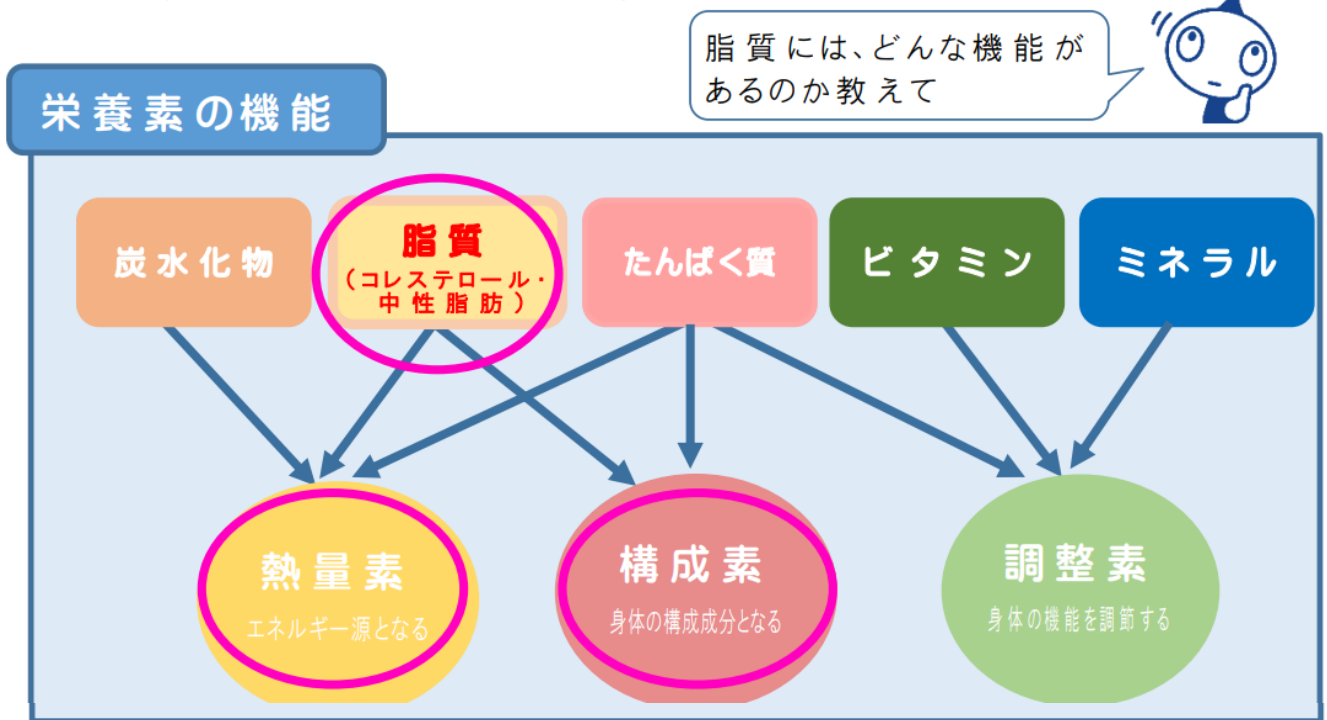 脂質には、どんな機能が
あるのか教えて
栄養素の機能
炭水化物
脂質
（コレステロール・
中性脂肪）
たんぱく質
ビタミン
ミネラル
熱量素
エネルギー源となる
構成素
身体の構成成分となる
調整素
身体の機能を調節する